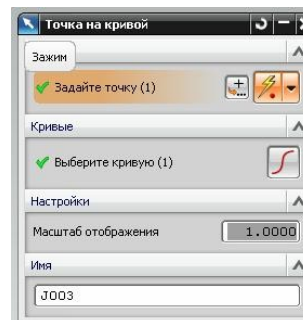 Точка на кривой
Зажим
Задайте точку (1)
Кривые
Выберите кривую (1)
Настройки
Масштаб отображения
1.0000
Имя
J003